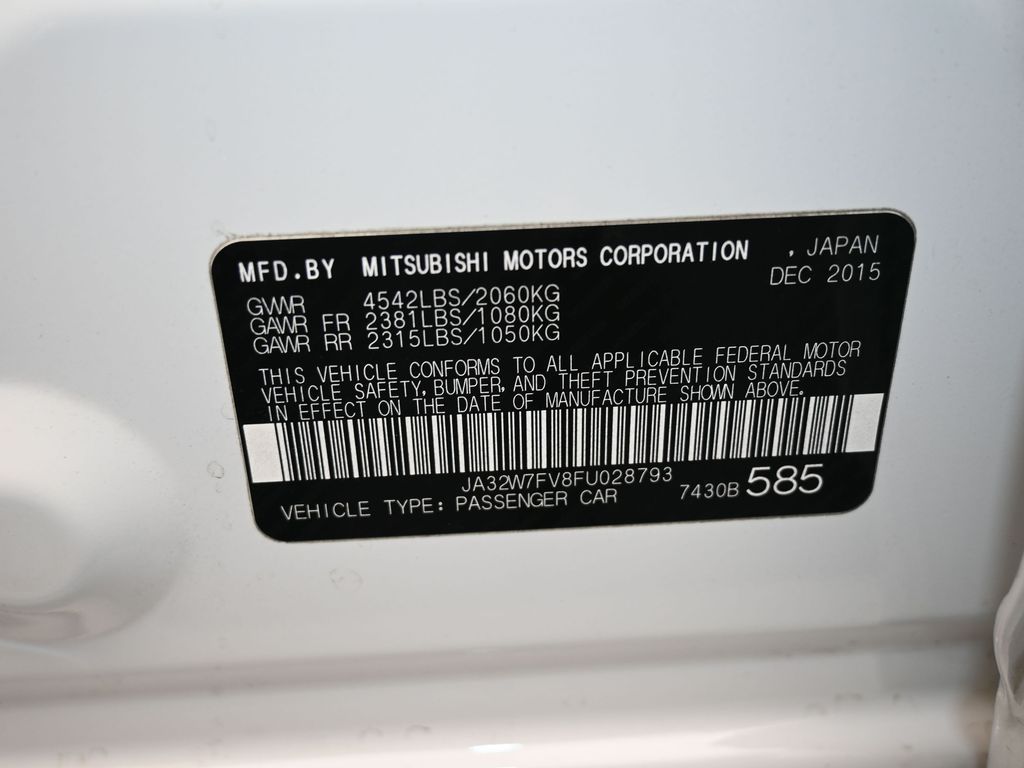 MFD.BY MITSUBISHI MOTORS CORPORATION , JAPAN
DEC 2015
GVWR 4542LBS/2060KG
GAWR FR 2381LBS/1080KG
GAWR RR 2315LBS/1050KG
THIS VEHICLE CONFORMS TO ALL APPLICABLE FEDERAL MOTOR
VEHICLE SAFETY, BUMPER, AND THEFT PREVENTION STANDARDS
IN EFFECT ON THE DATE OF MANUFACTURE SHOWN ABOVE.
JA32W7FV8FU028793
VEHICLE TYPE: PASSENGER CAR 7430B 585